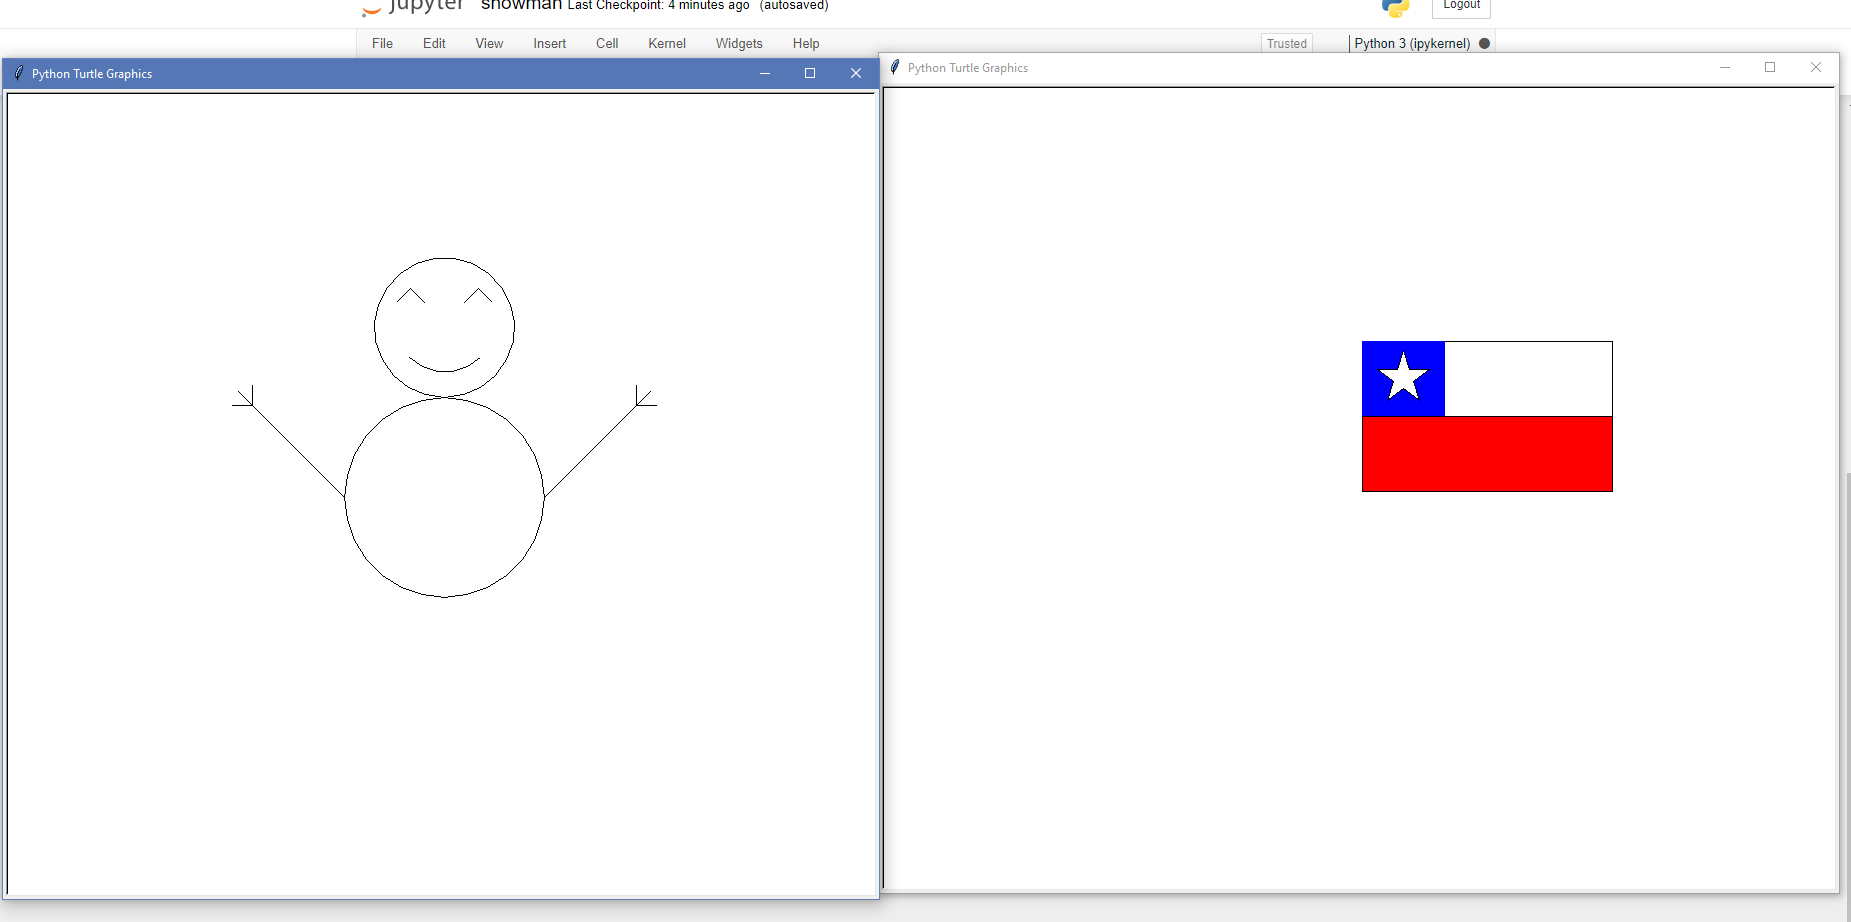 jupyter snowman Last Checkpoint: 4 minutes ago (autosaved) Logout
File Edit View Insert Cell Kernel Widgets Help Trusted Python 3 (ipykernel)
Python Turtle Graphics
Python Turtle Graphics